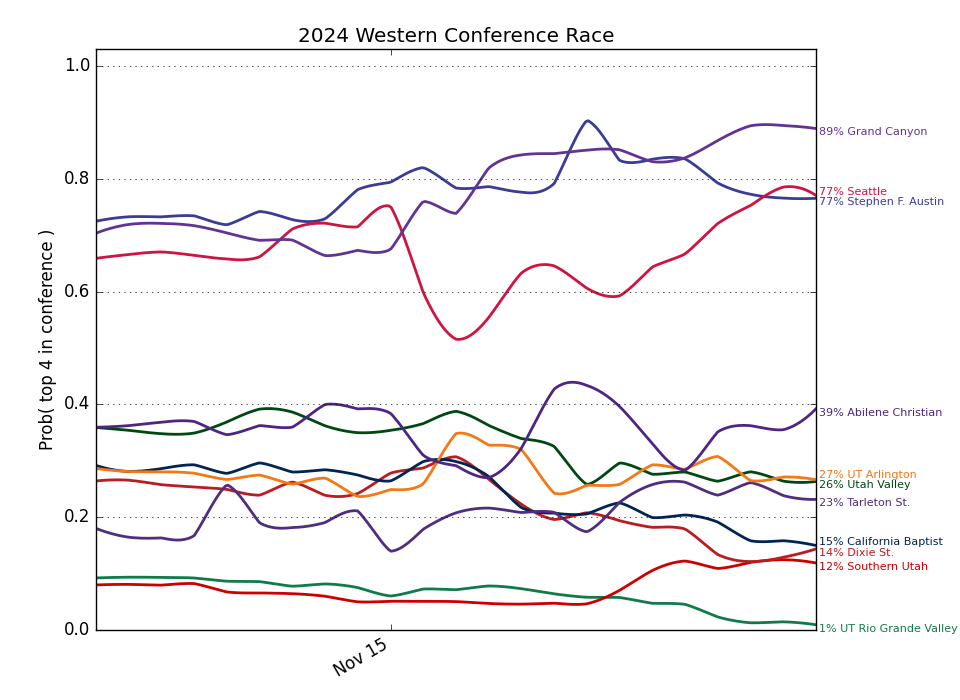 2024 Western Conference Race
1.0
0.8
0.6
0.4
0.2
0.0
Prob( top 4 in conference )
Nov 15
89% Grand Canyon
77% Seattle
77% Stephen F. Austin
39% Abilene Christian
27% UT Arlington
26% Utah Valley
23% Tarleton St.
15% California Baptist
14% Dixie St.
12% Southern Utah
1% UT Rio Grande Valley